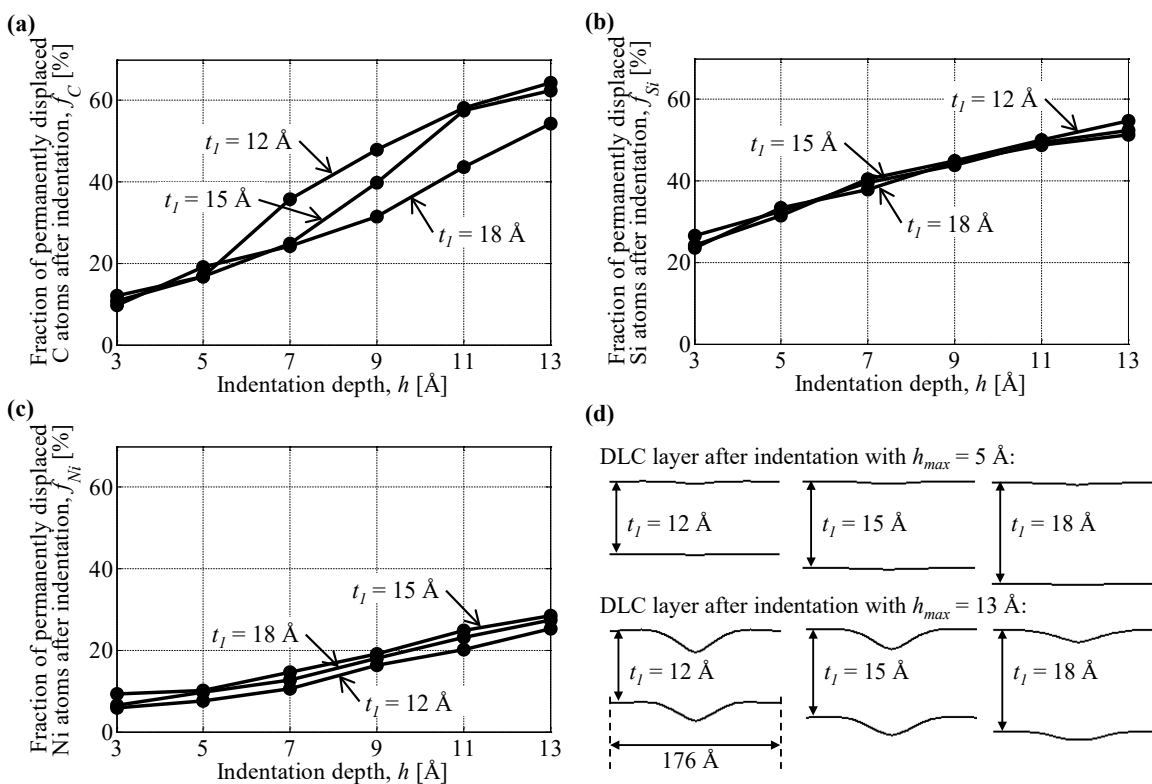 (a)
Fraction of permanently displaced
C atoms after indentation, f_C [%]
60
40
20
0
t_1 = 12 Å
t_1 = 15 Å
t_1 = 18 Å
3 5 7 9 11 13
Indentation depth, h [Å]
(b)
Fraction of permanently displaced
Si atoms after indentation, f_Si [%]
60
40
20
0
t_1 = 12 Å
t_1 = 15 Å
t_1 = 18 Å
3 5 7 9 11 13
Indentation depth, h [Å]
(c)
Fraction of permanently displaced
Ni atoms after indentation, f_Ni [%]
60
40
20
0
t_1 = 15 Å
t_1 = 18 Å
t_1 = 12 Å
3 5 7 9 11 13
Indentation depth, h [Å]
(d)
DLC layer after indentation with h_max = 5 Å:
t_1 = 12 Å
t_1 = 15 Å
t_1 = 18 Å
DLC layer after indentation with h_max = 13 Å:
t_1 = 12 Å
t_1 = 15 Å
t_1 = 18 Å
176 Å